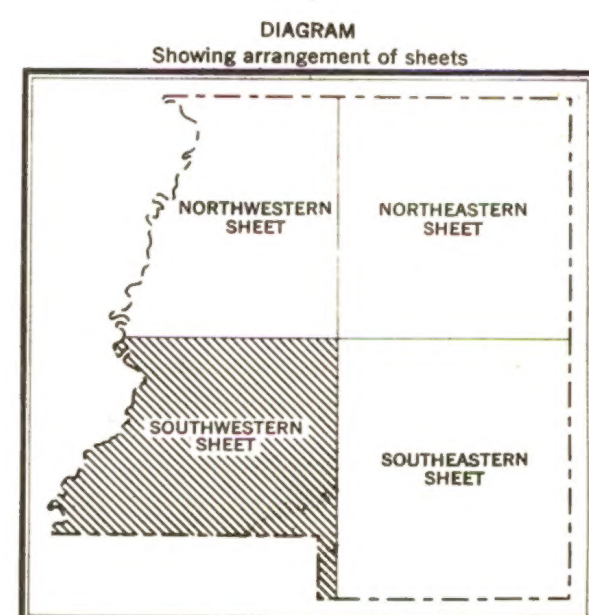 DIAGRAM
Showing arrangement of sheets
NORTHWESTERN
SHEET
NORTHEASTERN
SHEET
SOUTHWESTERN
SHEET
SOUTHEASTERN
SHEET